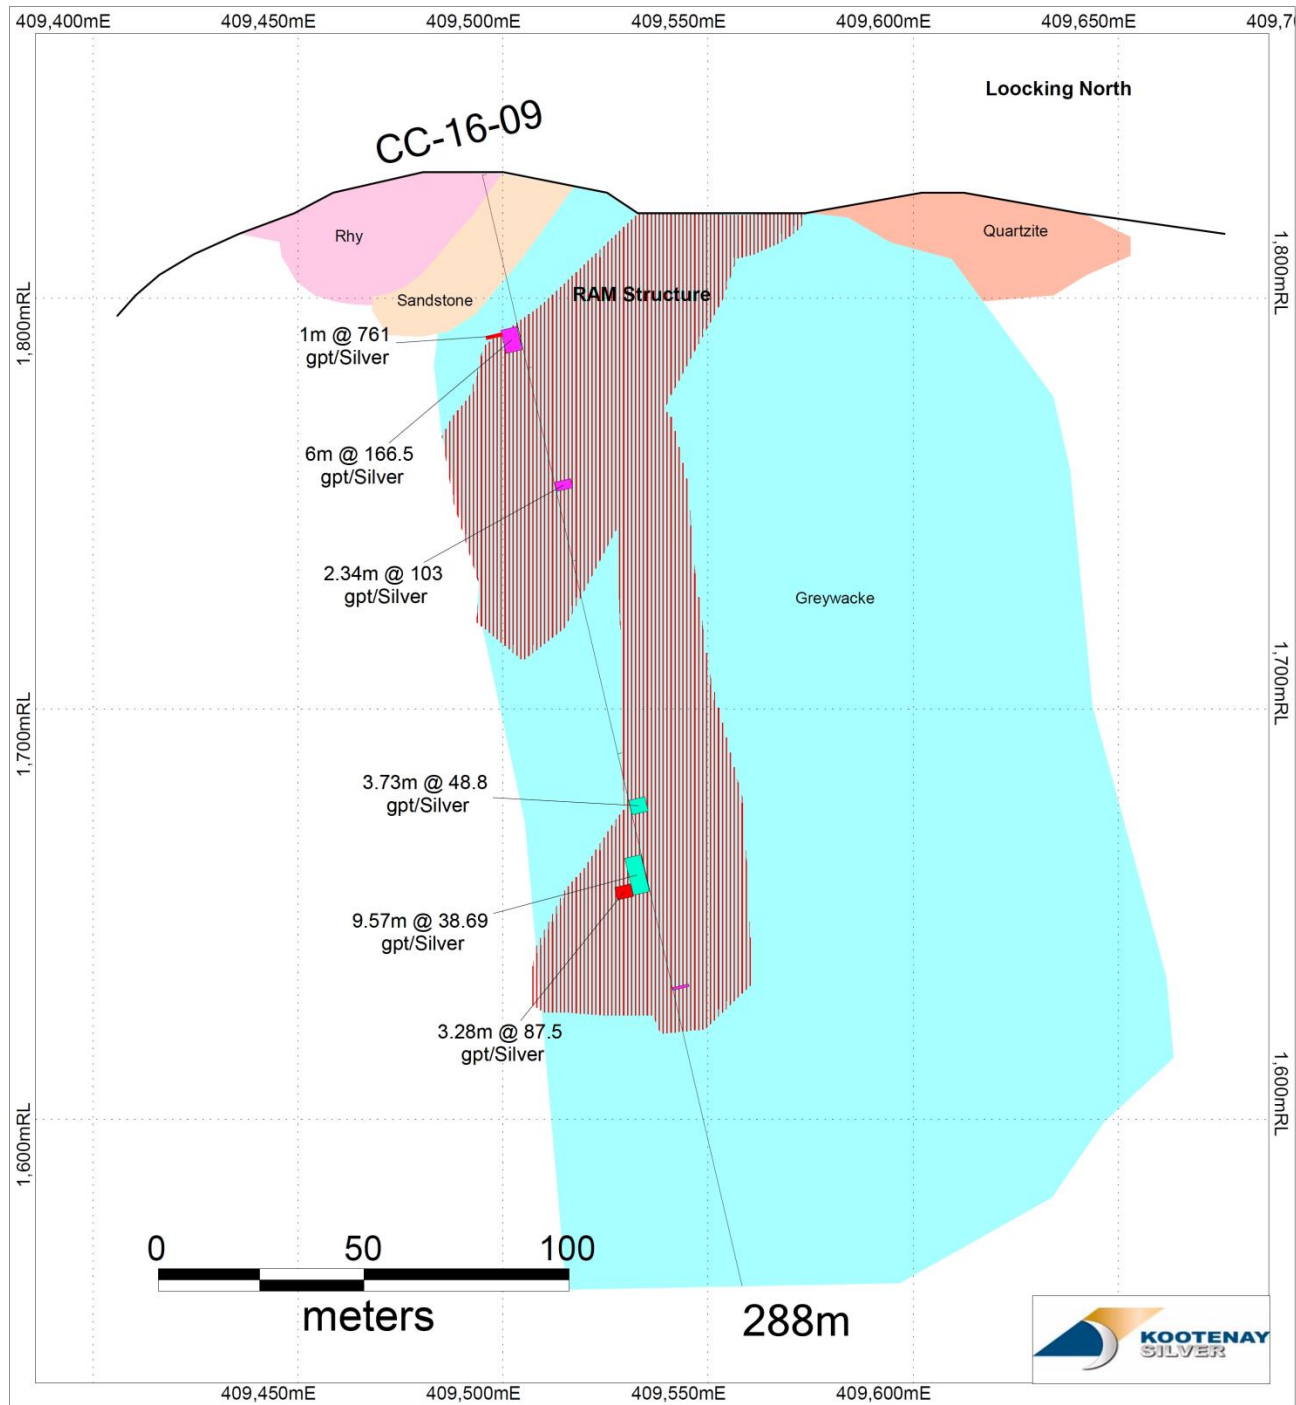 409,400mE 409,450mE 409,500mE 409,550mE 409,600mE 409,650mE
Loocking North
CC-16-09
Rhy
Quartzite
Sandstone
RAM Structure
1,800mRL
1,800mRL
1m @ 761
gpt/Silver
6m @ 166.5
gpt/Silver
2.34m @ 103
gpt/Silver
Greywacke
1,700mRL
1,700mRL
3.73m @ 48.8
gpt/Silver
9.57m @ 38.69
gpt/Silver
3.28m @ 87.5
gpt/Silver
1,600mRL
1,600mRL
0 50 100
meters
288m
KOOTENAY
SILVER
409,450mE 409,500mE 409,550mE 409,600mE